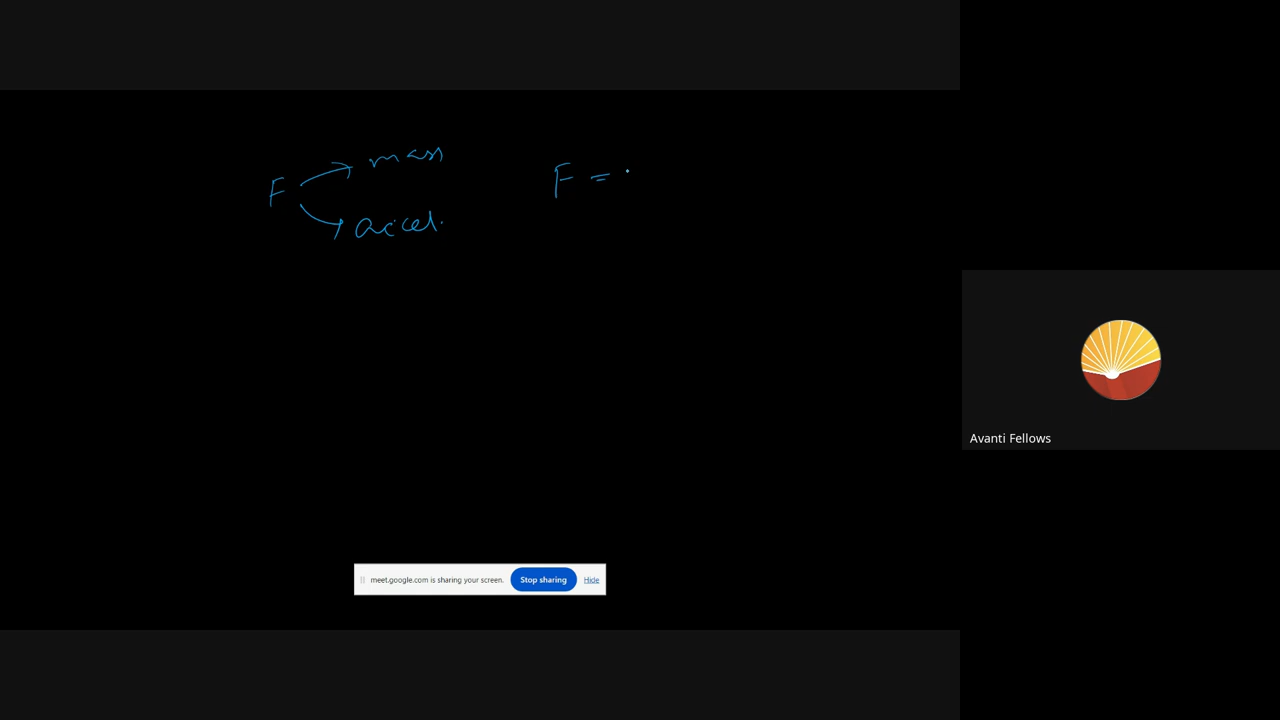 F → mass
→ accel.
F =
Avanti Fellows
meet.google.com is sharing your screen. Stop sharing Hide